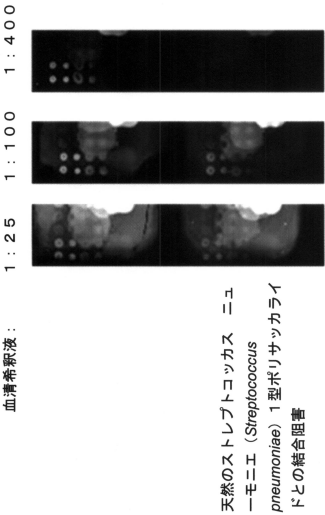 血清希釈液：
1：25
1：100
1：400
天然のストレプトコッカス　ニュ
ーモニエ（Streptococcus
pneumoniae）1型ポリサッカライ
ドとの結合阻害